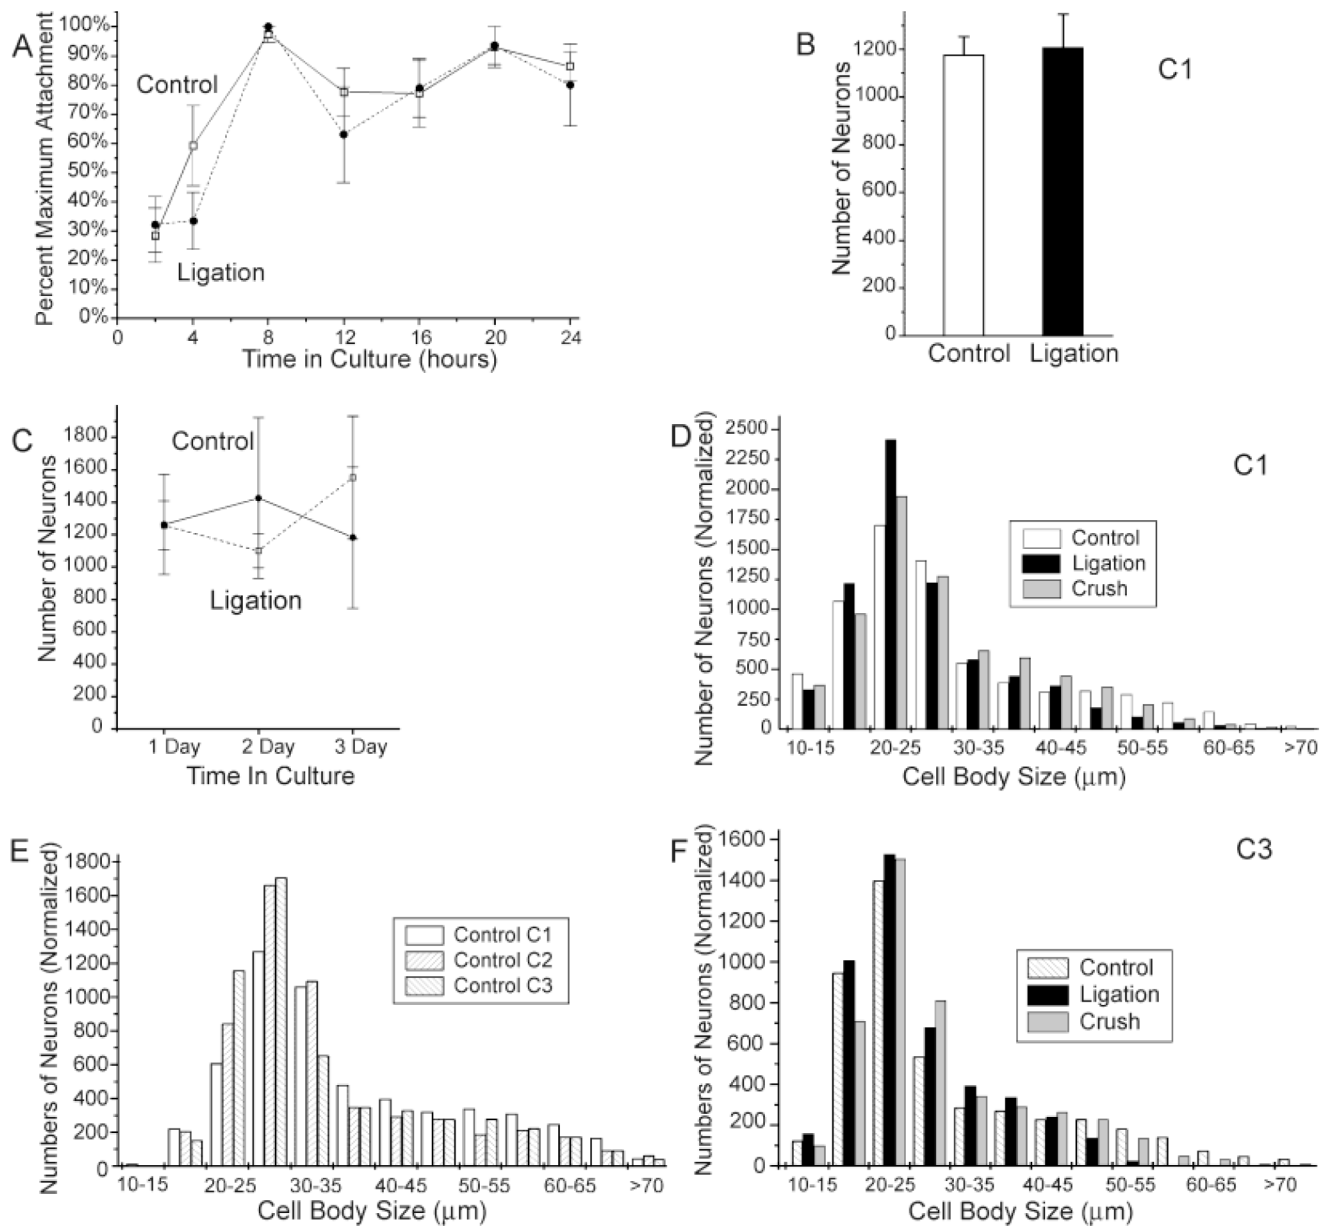 A
100%
90%
80%
70%
60%
50%
40%
30%
20%
10%
0%
Percent Maximum Attachment
Control
Ligation
0
4
8
12
16
20
24
Time in Culture (hours)
B
C1
1200
1000
800
600
400
200
0
Number of Neurons
Control
Ligation
C
1800
1600
1400
1200
1000
800
600
400
200
0
Number of Neurons
Control
Ligation
1 Day
2 Day
3 Day
Time In Culture
D
C1
2500
2250
2000
1750
1500
1250
1000
750
500
250
0
Number of Neurons (Normalized)
Control
Ligation
Crush
10-15
20-25
30-35
40-45
50-55
60-65
>70
Cell Body Size (μm)
E
1800
1600
1400
1200
1000
800
600
400
200
0
Numbers of Neurons (Normalized)
Control C1
Control C2
Control C3
10-15
20-25
30-35
40-45
50-55
60-65
>70
Cell Body Size (μm)
F
C3
1600
1400
1200
1000
800
600
400
200
0
Numbers of Neurons (Normalized)
Control
Ligation
Crush
10-15
20-25
30-35
40-45
50-55
60-65
>70
Cell Body Size (μm)